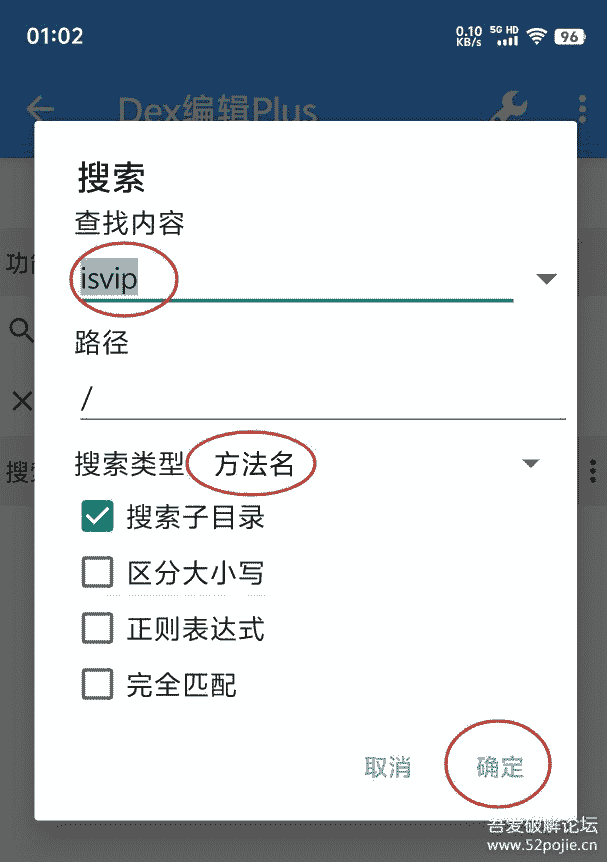 01:02
0.10 KB/s 5G HD 96
Dex编辑Plus
搜索
查找内容
isvip
路径
/
搜索类型 方法名
搜索子目录
区分大小写
正则表达式
完全匹配
取消 确定
吾爱破解论坛
www.52pojie.cn